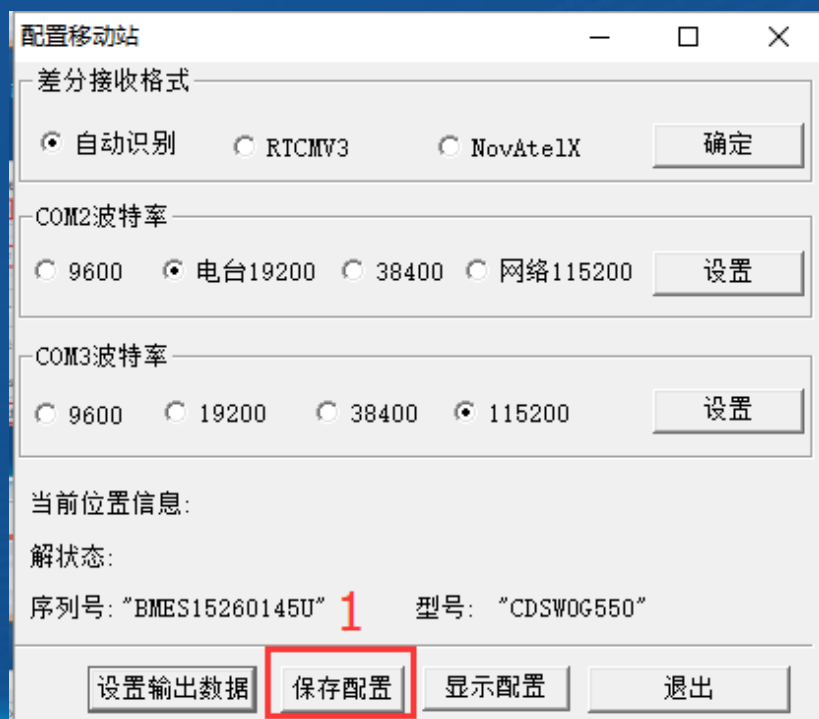 配置移动站
差分接收格式
自动识别 RTCMV3 NovAtelX 确定
COM2波特率
9600 电台19200 38400 网络115200 设置
COM3波特率
9600 19200 38400 115200 设置
当前位置信息:
解状态:
序列号: "BMES15260145U" 1 型号: "CDSW0G550"
设置输出数据 保存配置 显示配置 退出